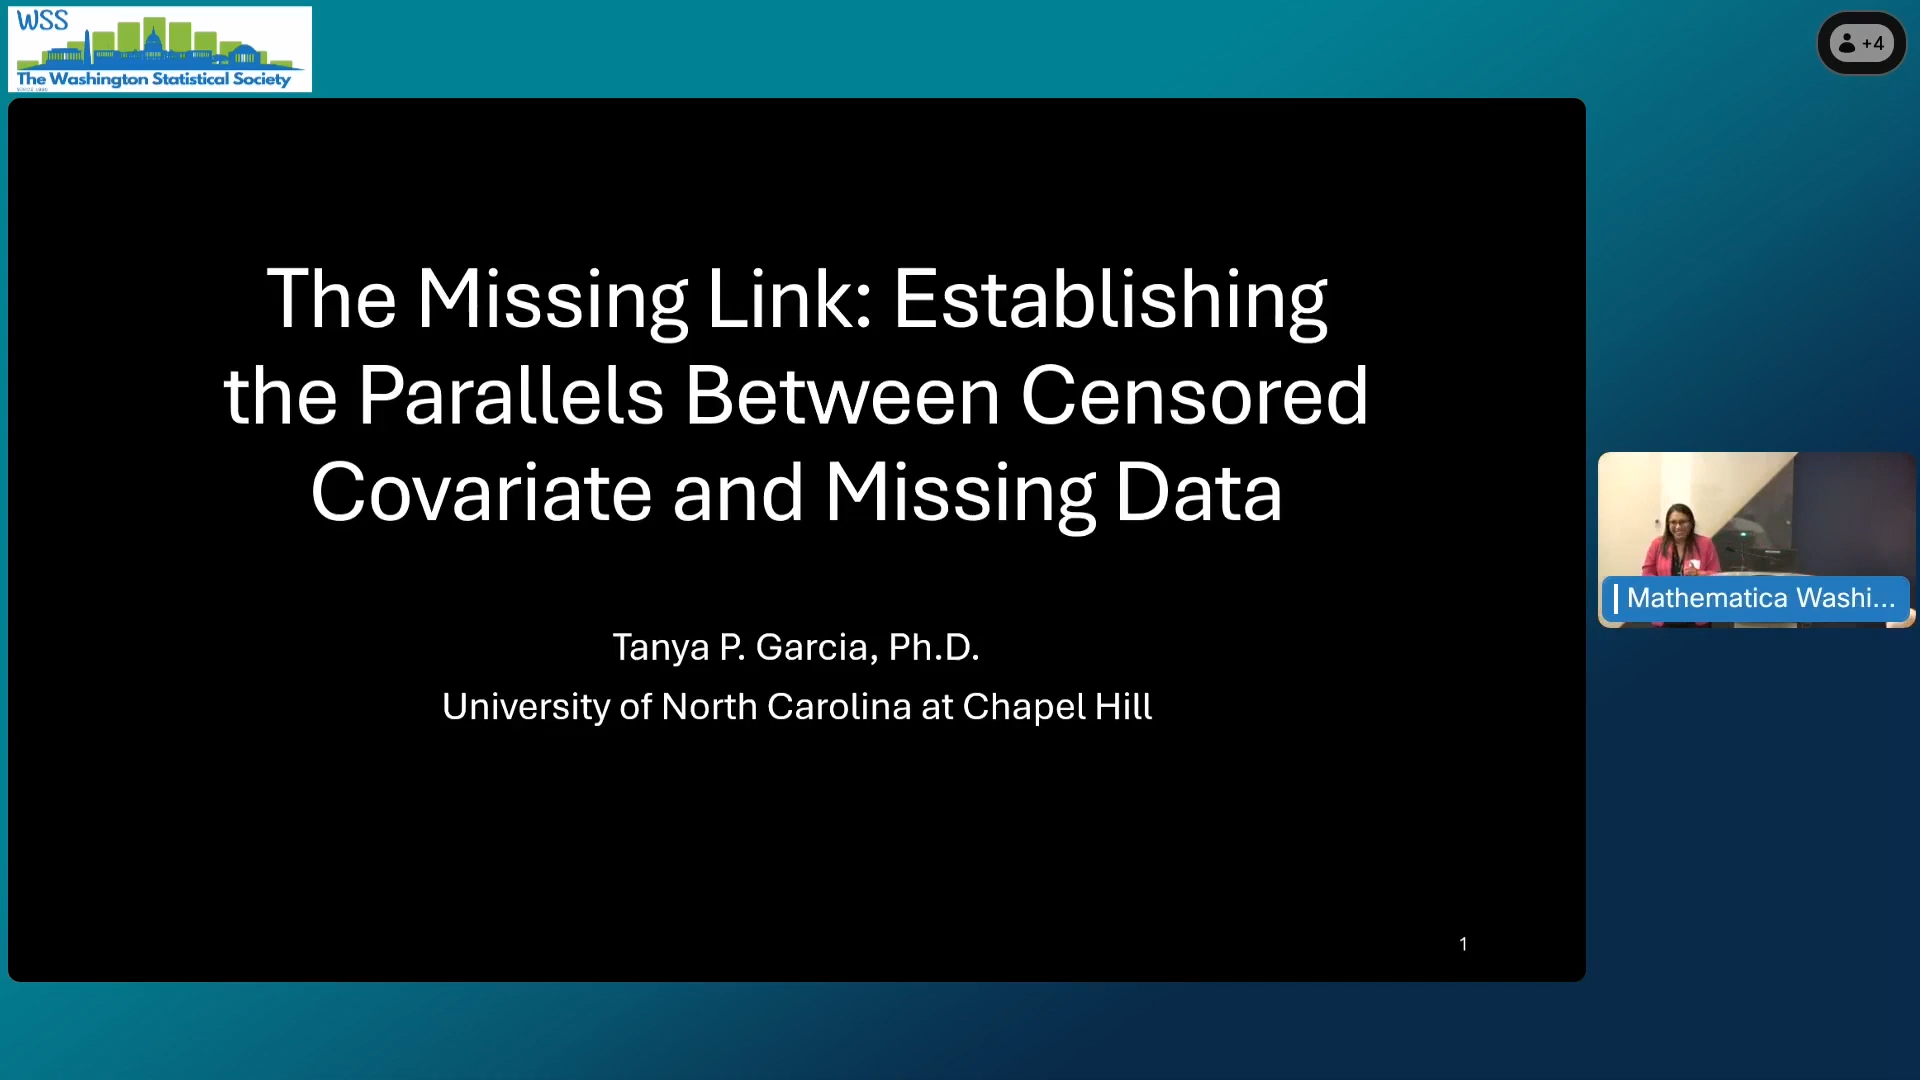 WSS
The Washington Statistical Society
+4
The Missing Link: Establishing
the Parallels Between Censored
Covariate and Missing Data
Tanya P. Garcia, Ph.D.
University of North Carolina at Chapel Hill
Mathematica Washi...
1